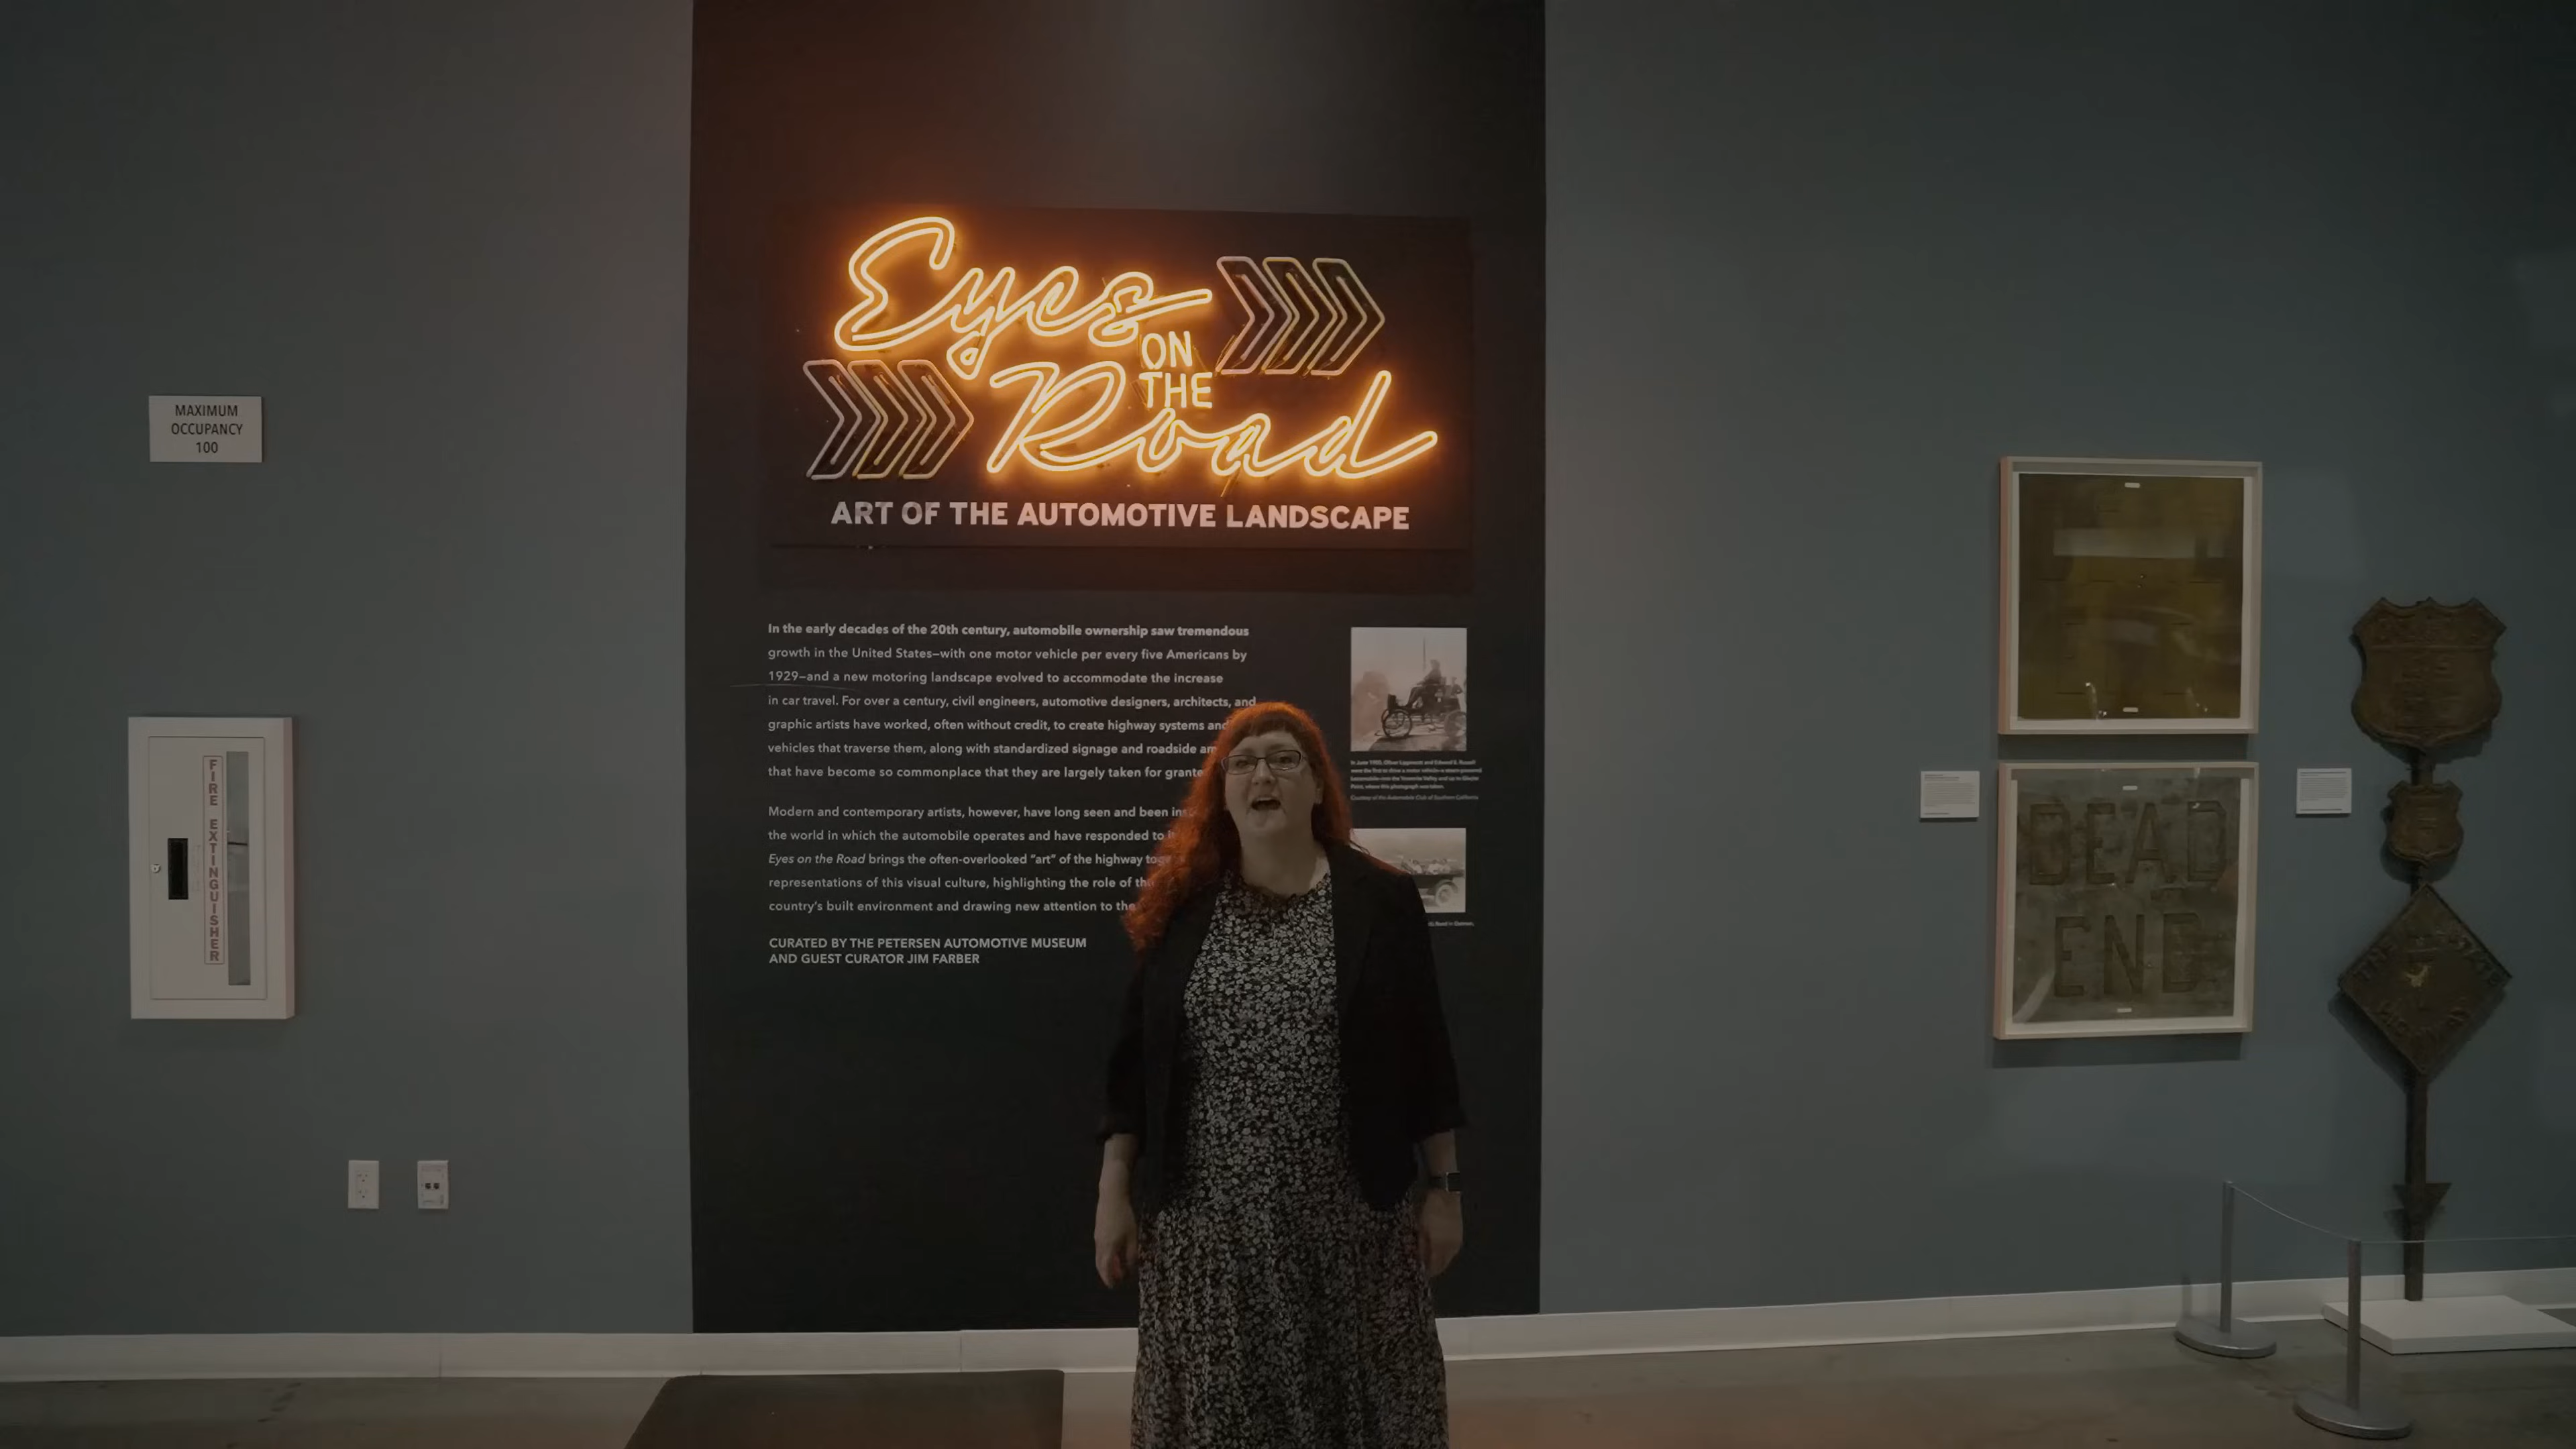 MAXIMUM
OCCUPANCY
100
FIRE EXTINGUISHER
Eyes
ON
THE
Road
ART OF THE AUTOMOTIVE LANDSCAPE
In the early decades of the 20th century, automobile ownership saw tremendous
growth in the United States—with one motor vehicle per every five Americans by
1929—and a new motoring landscape evolved to accommodate the increase
in car travel. For over a century, civil engineers, automotive designers, architects, and
graphic artists have worked, often without credit, to create highway systems and
vehicles that traverse them, along with standardized signage and roadside
that have become so commonplace that they are largely taken for
Modern and contemporary artists, however, have long seen and been
the world in which the automobile operates and have responded to
Eyes on the Road brings the often-overlooked “art” of the highway
representations of this visual culture, highlighting the role of
country's built environment and drawing new attention to the
CURATED BY THE PETERSEN AUTOMOTIVE MUSEUM
AND GUEST CURATOR JIM FARBER
Courtesy of the Automobile Club of Southern California
DEAD
END